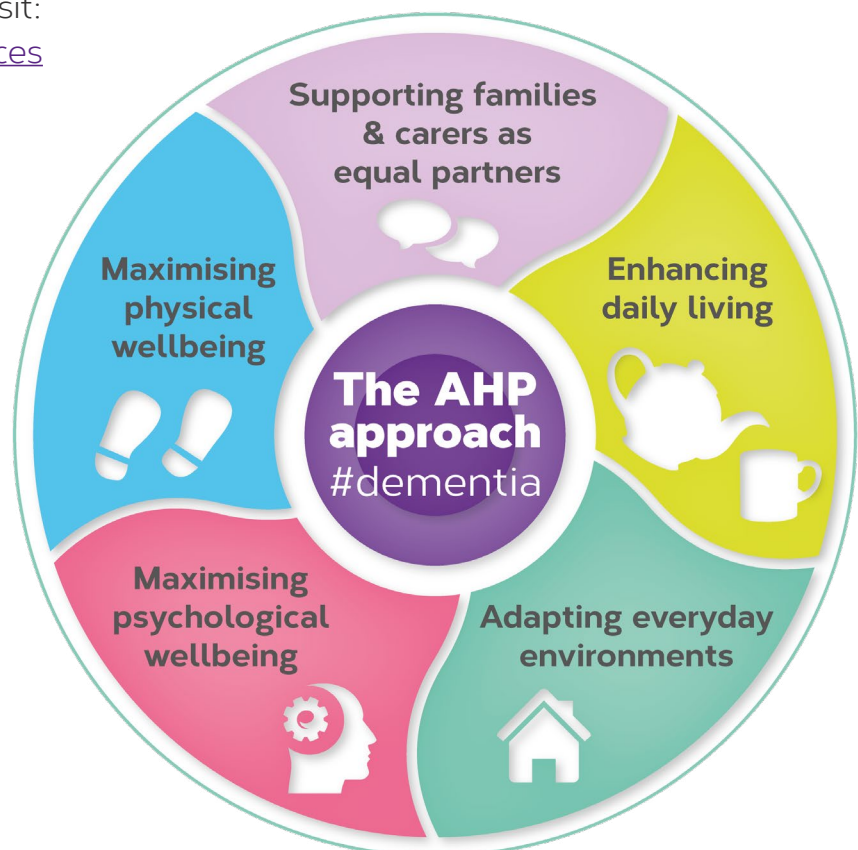 sit:
ces
Supporting families
& carers as
equal partners
Enhancing
daily living
Adapting everyday
environments
Maximising
psychological
wellbeing
Maximising
physical
wellbeing
The AHP
approach
#dementia